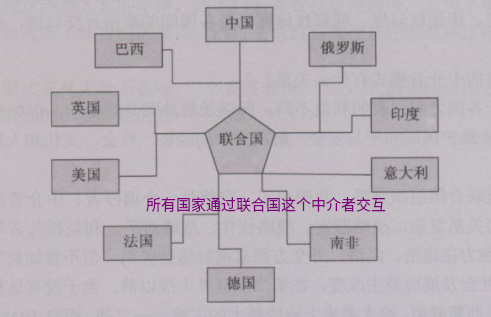 中国
巴西
俄罗斯
英国
印度
联合国
美国
意大利
所有国家通过联合国这个中介者交互
法国
南非
德国